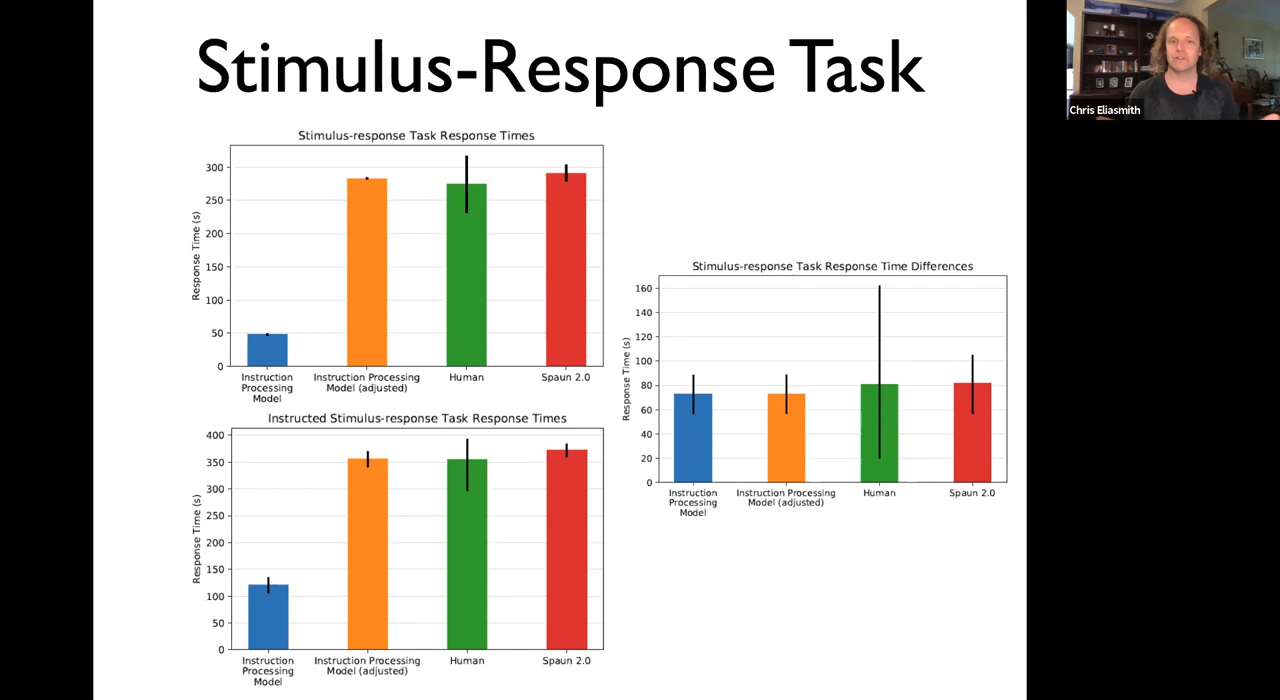 Stimulus-Response Task
Chris Eliasmith
Stimulus-response Task Response Times
Response Time (s)
300
250
200
150
100
50
0
Instruction
Processing
Model
Instruction Processing
Model (adjusted)
Human
Spaun 2.0
Instructed Stimulus-response Task Response Times
Response Time (s)
400
350
300
250
200
150
100
50
0
Instruction
Processing
Model
Instruction Processing
Model (adjusted)
Human
Spaun 2.0
Stimulus-response Task Response Time Differences
Response Time (s)
160
140
120
100
80
60
40
20
0
Instruction
Processing
Model
Instruction Processing
Model (adjusted)
Human
Spaun 2.0